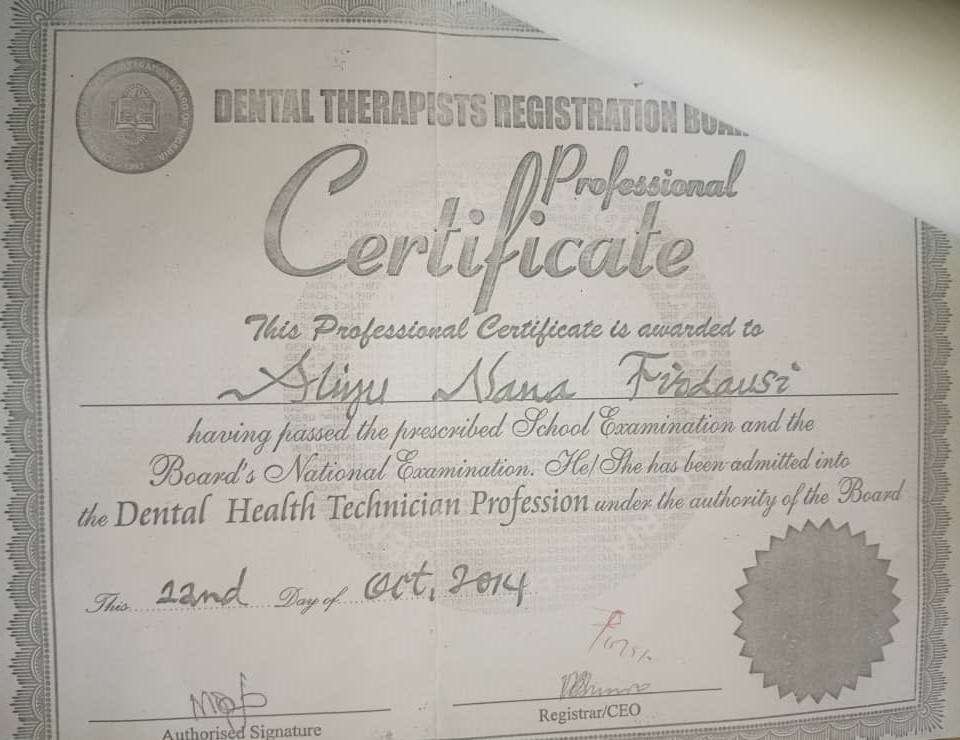 DENTAL THERAPISTS REGISTRATION
Professional
Certificate
This Professional Certificate is awarded to
Aliyu Nana Firdausi
having passed the prescribed School Examination and the
Board's National Examination. He/She has been admitted into
the Dental Health Technician Profession under the authority of the Board
This 22nd Day of Oct, 2014
Authorised Signature
Registrar/CEO